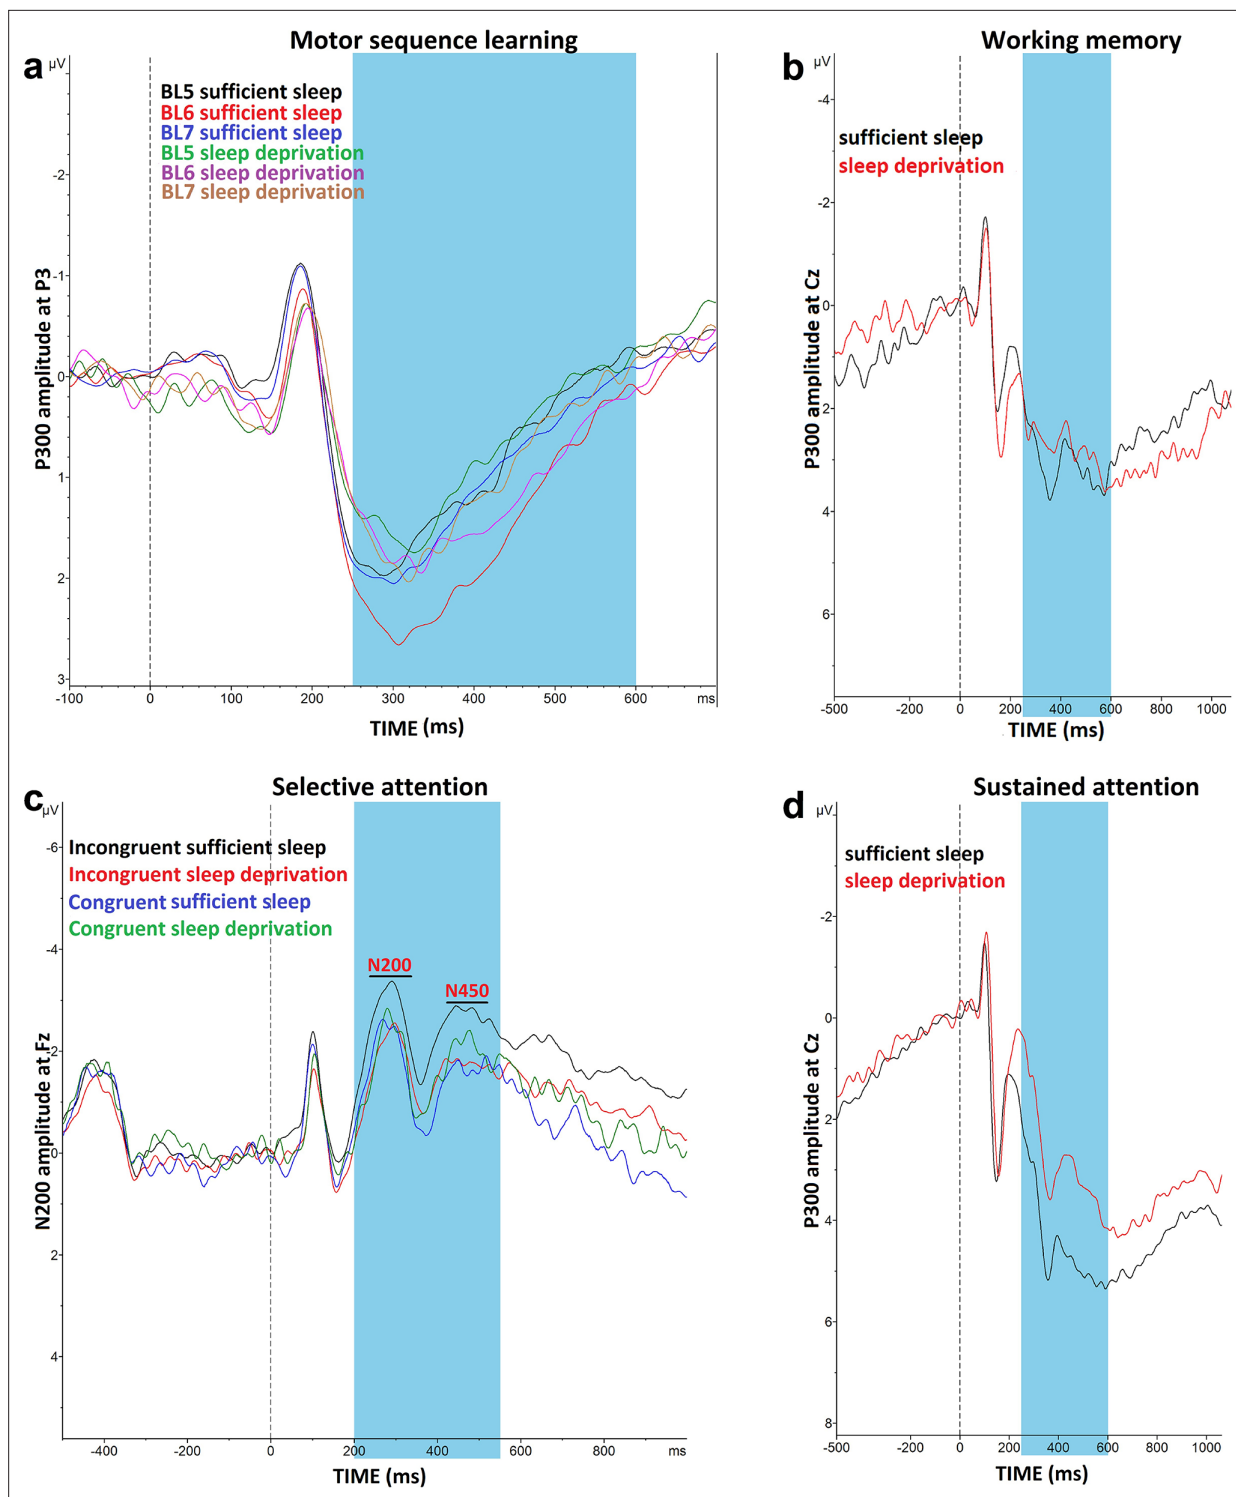 a
Motor sequence learning
µV
BL5 sufficient sleep
BL6 sufficient sleep
BL7 sufficient sleep
BL5 sleep deprivation
BL6 sleep deprivation
BL7 sleep deprivation
P300 amplitude at P3
-2
-1
0
1
2
3
-100
0
100
200
300
400
500
600
ms
TIME (ms)
b
Working memory
µV
sufficient sleep
sleep deprivation
P300 amplitude at Cz
-4
-2
0
2
4
6
-500
-200
0
200
400
600
800
1000
TIME (ms)
c
Selective attention
µV
Incongruent sufficient sleep
Incongruent sleep deprivation
Congruent sufficient sleep
Congruent sleep deprivation
N200
N450
N200 amplitude at Fz
-6
-4
-2
0
2
4
-400
-200
0
200
400
600
800
ms
TIME (ms)
d
Sustained attention
µV
sufficient sleep
sleep deprivation
P300 amplitude at Cz
-2
0
2
4
6
8
-500
-200
0
200
400
600
800
1000
TIME (ms)